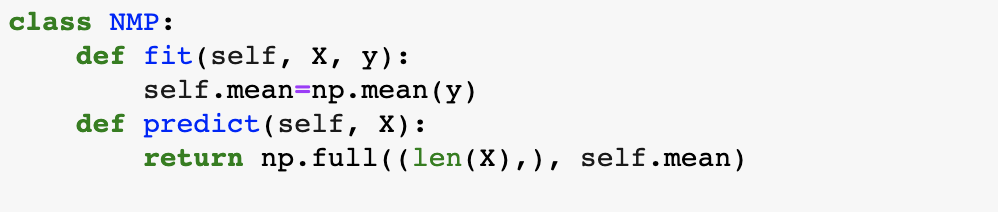 class NMP:
    def fit(self, X, y):
        self.mean=np.mean(y)
    def predict(self, X):
        return np.full((len(X),), self.mean)